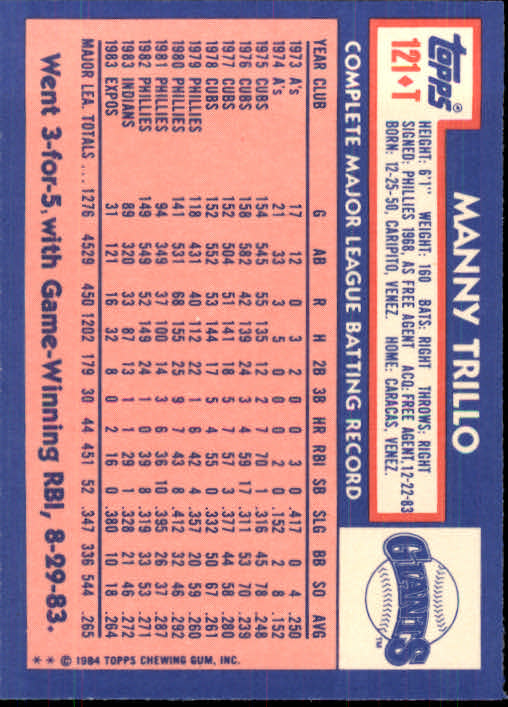 Topps®
121 T
MANNY TRILLO
HEIGHT: 6'1" WEIGHT: 160 BATS: RIGHT THROWS: RIGHT
SIGNED: PHILLIES 1968, AS FREE AGENT ACQ: FREE AGENT, 12-22-83
BORN: 12-25-50, CARIPITO, VENEZ. HOME: CARACAS, VENEZ.
GIANTS™
COMPLETE MAJOR LEAGUE BATTING RECORD
YEAR CLUB G AB R H 2B 3B HR RBI SB SLG BB SO AVG
1973 A's 17 12 0 3 2 0 0 3 0 .417 0 4 .250
1974 A's 21 33 3 5 0 0 0 2 0 .152 2 8 .152
1975 CUBS 154 545 55 135 12 2 7 70 1 .316 45 78 .248
1976 CUBS 158 582 42 139 24 3 4 59 17 .311 53 70 .239
1977 CUBS 152 504 51 141 18 5 7 57 3 .377 44 58 .280
1978 CUBS 152 552 53 144 17 5 4 55 0 .332 50 67 .261
1979 PHILLIES 118 431 40 112 22 1 6 42 4 .357 20 59 .260
1980 PHILLIES 141 531 68 155 25 9 7 43 8 .412 32 46 .292
1981 PHILLIES 94 349 37 100 14 3 6 36 10 .395 26 37 .287
1982 PHILLIES 149 549 52 149 24 1 0 39 8 .319 33 53 .271
1983 INDIANS 89 320 33 87 13 1 1 29 1 .328 21 46 .272
1983 EXPOS 31 121 16 32 8 0 2 16 0 .380 10 18 .264
MAJOR LEA. TOTALS... 1276 4529 450 1202 179 30 44 451 52 .347 336 544 .265
Went 3-for-5, with Game-Winning RBI, 8-29-83.
** © 1984 TOPPS CHEWING GUM, INC.